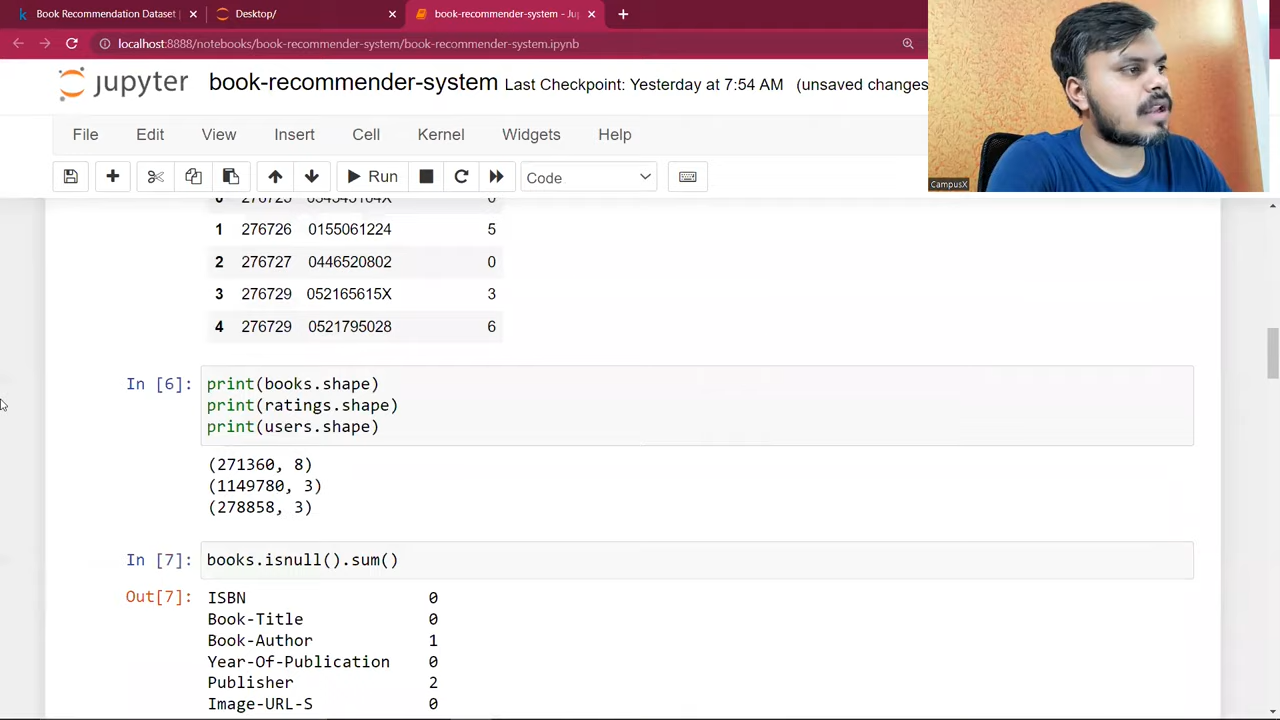 Book Recommendation Dataset |
Desktop/
book-recommender-system - Ju
localhost:8888/notebooks/book-recommender-system/book-recommender-system.ipynb
jupyter book-recommender-system Last Checkpoint: Yesterday at 7:54 AM (unsaved changes
File Edit View Insert Cell Kernel Widgets Help
Run Code
CampusX
1 276726 0155061224 5
2 276727 0446520802 0
3 276729 052165615X 3
4 276729 0521795028 6
In [6]: print(books.shape)
print(ratings.shape)
print(users.shape)
(271360, 8)
(1149780, 3)
(278858, 3)
In [7]: books.isnull().sum()
Out[7]: ISBN 0
Book-Title 0
Book-Author 1
Year-Of-Publication 0
Publisher 2
Image-URL-S 0